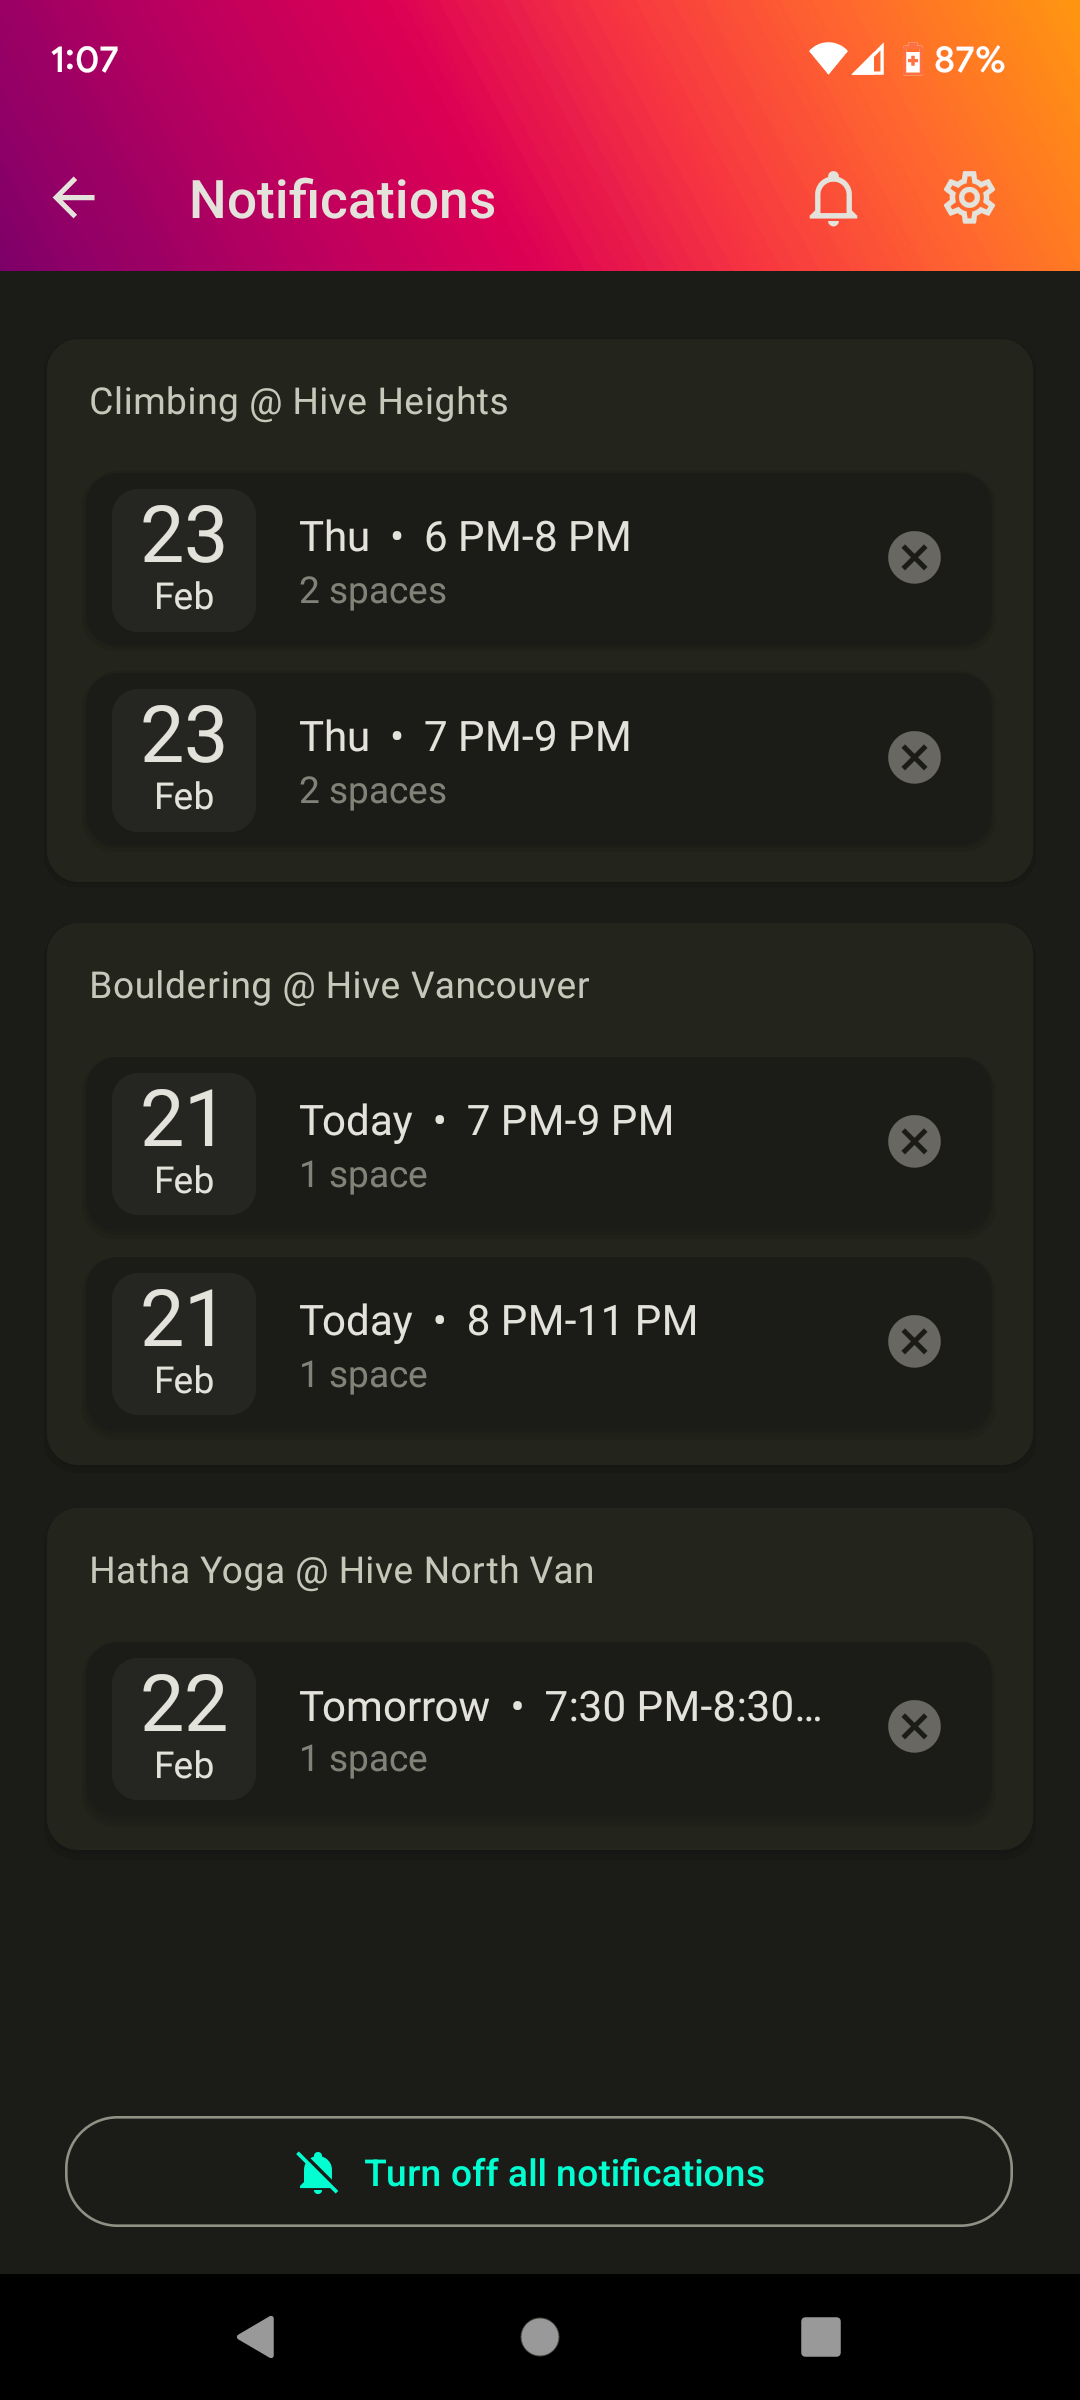 1:07
87%
Notifications
Climbing @ Hive Heights
23
Feb
Thu • 6 PM-8 PM
2 spaces
23
Feb
Thu • 7 PM-9 PM
2 spaces
Bouldering @ Hive Vancouver
21
Feb
Today • 7 PM-9 PM
1 space
21
Feb
Today • 8 PM-11 PM
1 space
Hatha Yoga @ Hive North Van
22
Feb
Tomorrow • 7:30 PM-8:30...
1 space
Turn off all notifications